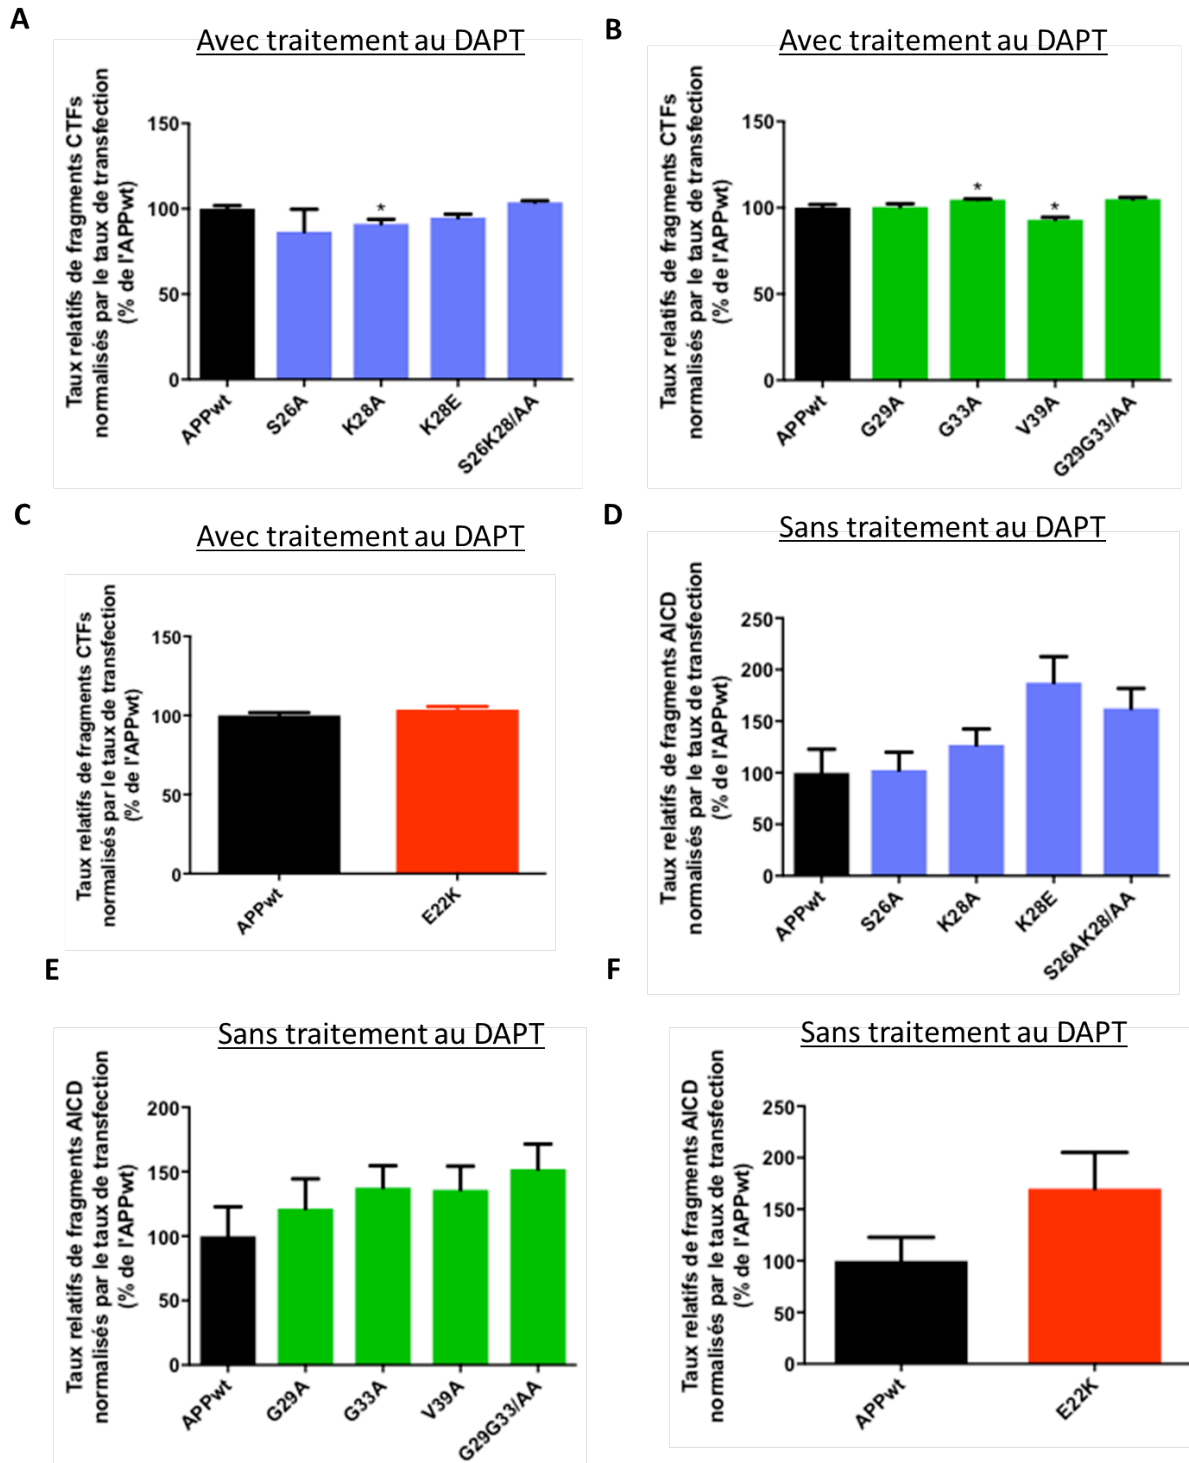 A
Avec traitement au DAPT
Taux relatifs de fragments CTFs
normalisés par le taux de transfection
(% de l'APPwt)
150
100
50
0
*
APPwt
S26A
K28A
K28E
S26K28/AA
B
Avec traitement au DAPT
Taux relatifs de fragments CTFs
normalisés par le taux de transfection
(% de l'APPwt)
150
100
50
0
*
*
APPwt
G29A
G33A
V39A
G29G33/AA
C
Avec traitement au DAPT
Taux relatifs de fragments CTFs
normalisés par le taux de transfection
(% de l'APPwt)
150
100
50
0
APPwt
E22K
D
Sans traitement au DAPT
Taux relatifs de fragments AICD
normalisés par le taux de transfection
(% de l'APPwt)
250
200
150
100
50
0
APPwt
S26A
K28A
K28E
S26AK28/AA
E
Sans traitement au DAPT
Taux relatifs de fragments AICD
normalisés par le taux de transfection
(% de l'APPwt)
200
150
100
50
0
APPwt
G29A
G33A
V39A
G29G33/AA
F
Sans traitement au DAPT
Taux relatifs de fragments AICD
normalisés par le taux de transfection
(% de l'APPwt)
250
200
150
100
50
0
APPwt
E22K